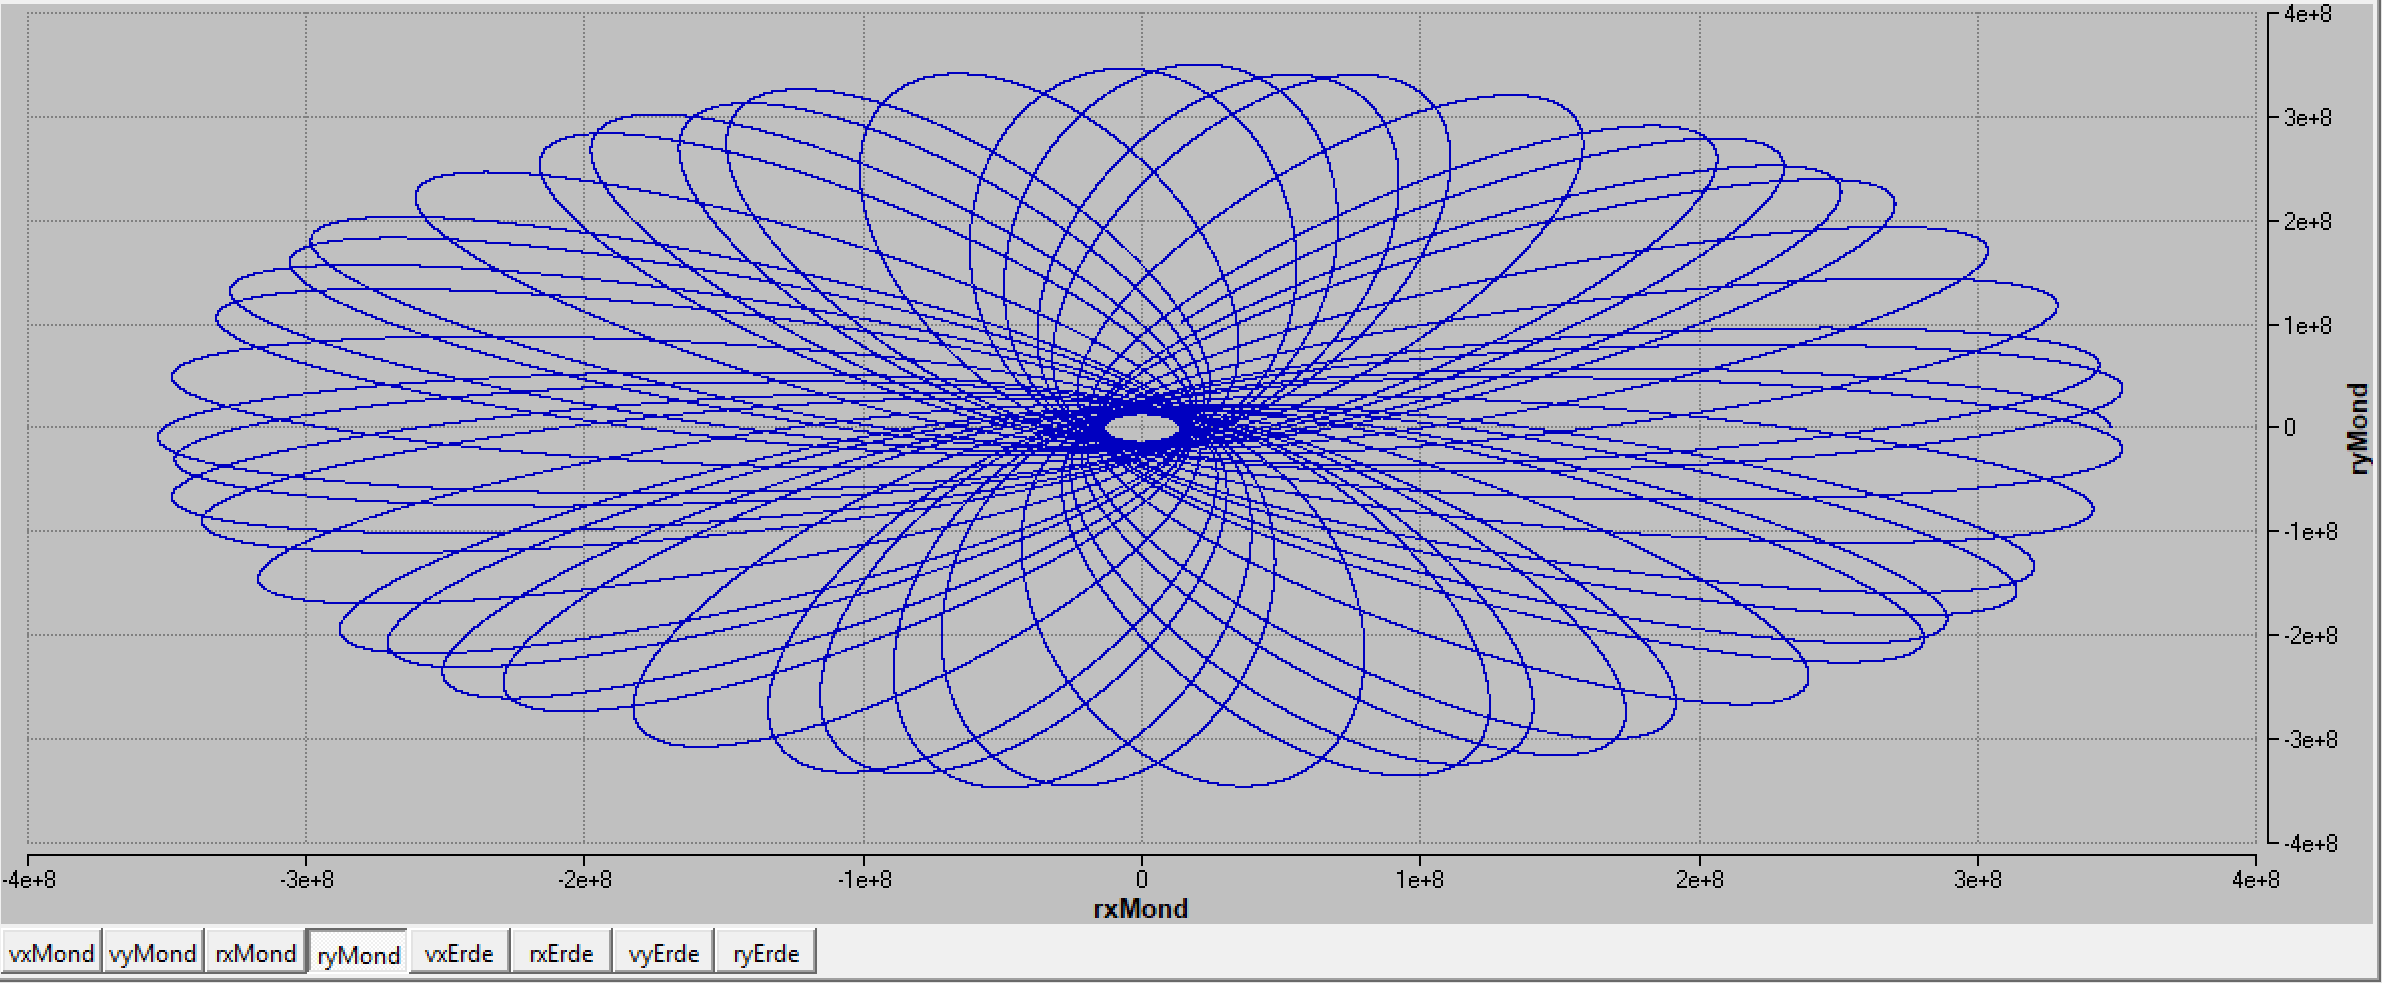 4e+8
3e+8
2e+8
1e+8
0
-1e+8
-2e+8
-3e+8
-4e+8
ryMond
-4e+8 -3e+8 -2e+8 -1e+8 0 1e+8 2e+8 3e+8 4e+8
rxMond
vxMond vyMond rxMond ryMond vxErde rxErde vyErde ryErde